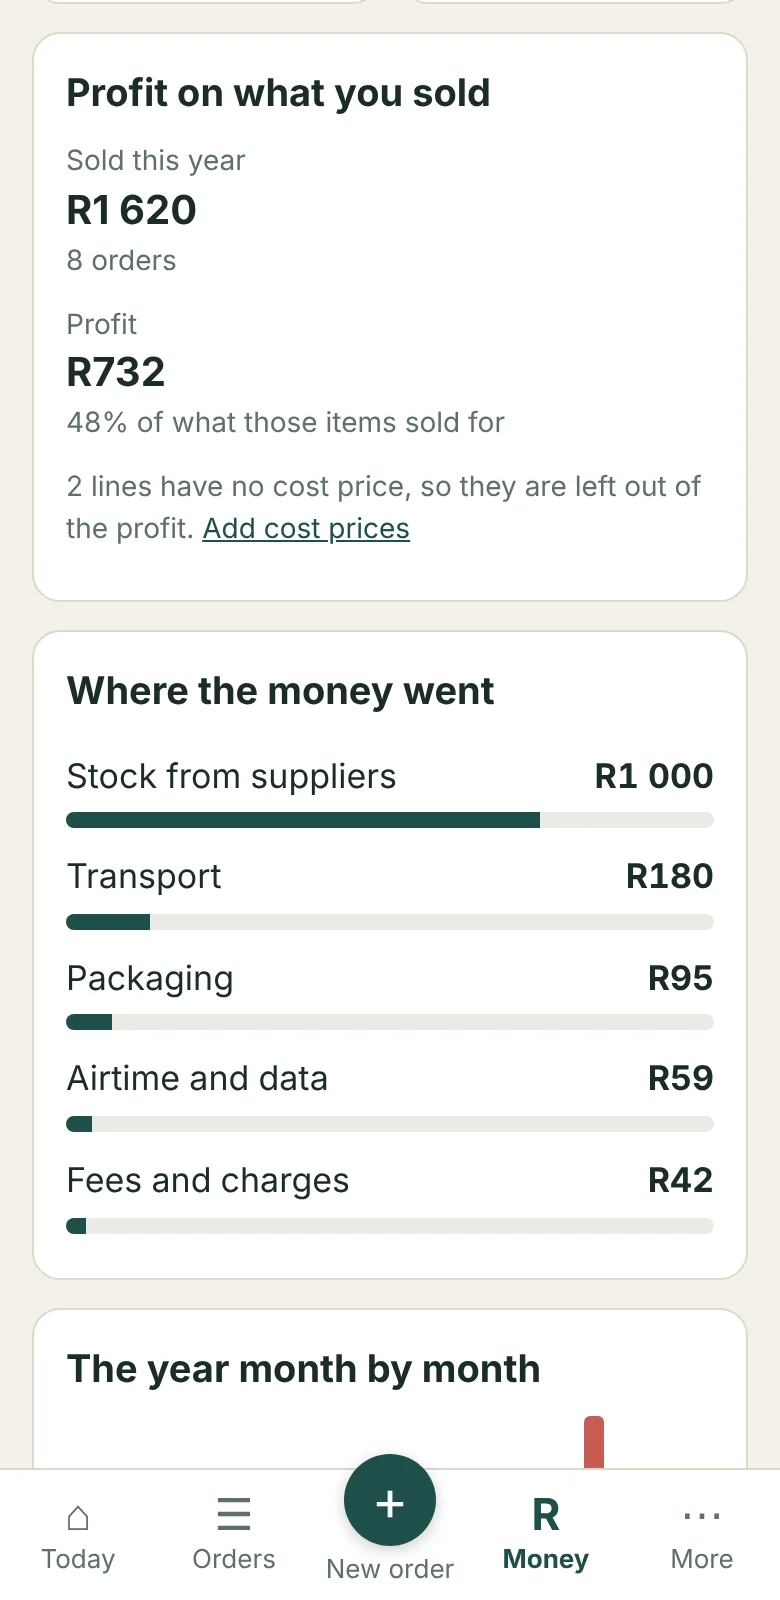 Profit on what you sold
Sold this year
R1 620
8 orders
Profit
R732
48% of what those items sold for
2 lines have no cost price, so they are left out of
the profit. Add cost prices
Where the money went
Stock from suppliers R1 000
Transport R180
Packaging R95
Airtime and data R59
Fees and charges R42
The year month by month
+
R
...
Today Orders New order Money More